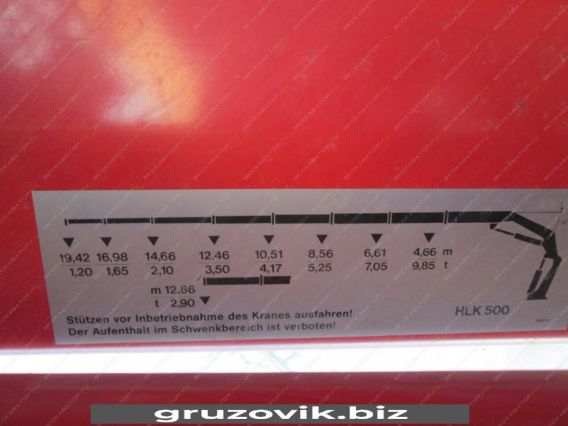 19,42 16,98 14,66 12.46 10,51 8,56 6,61 4,66 m
1,20 1,65 2,10 3,50 4,17 5,25 7,05 9,85 t
m 12.86
t 2,90
Stützen vor Inbetriebnahme des Kranes ausfahren!
Der Aufenthalt im Schwenkbereich ist verboten!
HLK 500
gruzovik.biz